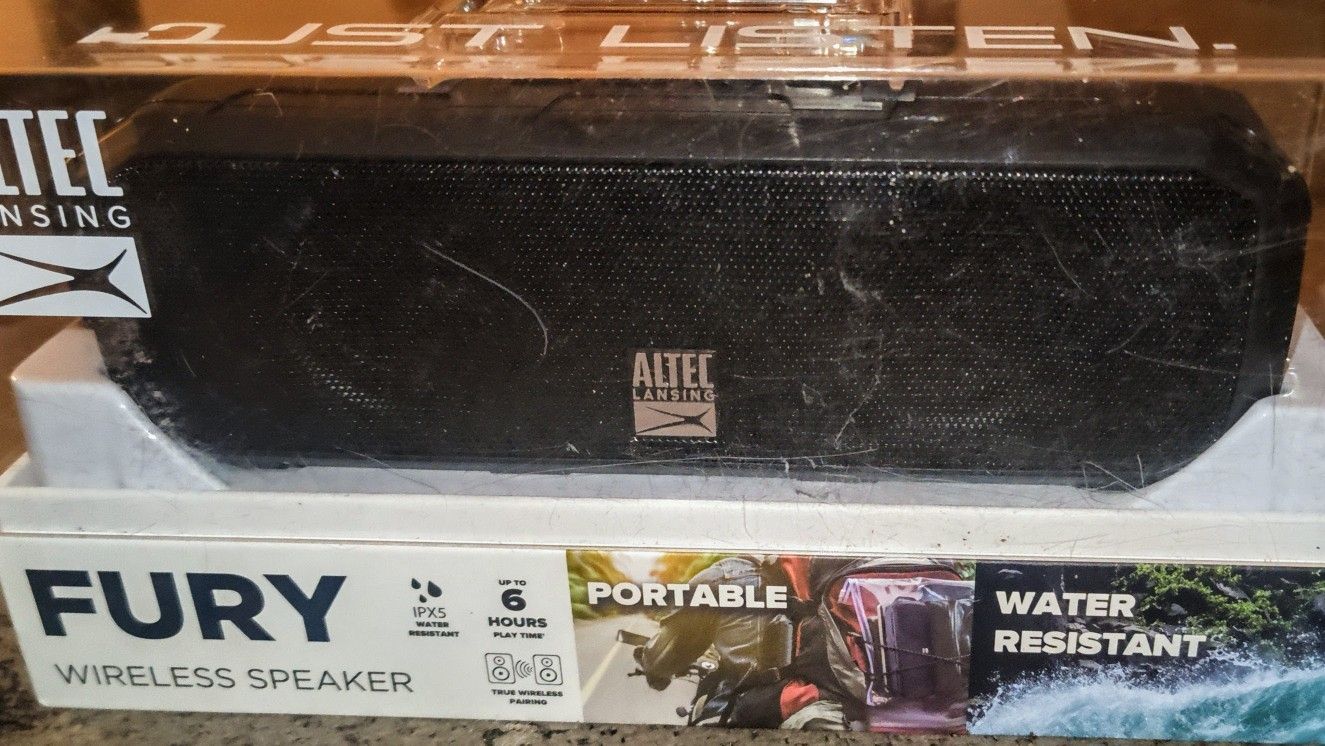 JUST LISTEN.
LTEC
NSING
ALTEC
LANSING
FURY
WIRELESS SPEAKER
IPX5
WATER
RESISTANT
UP TO
6
HOURS
PLAY TIME*
TRUE WIRELESS
PAIRING
PORTABLE
WATER
RESISTANT